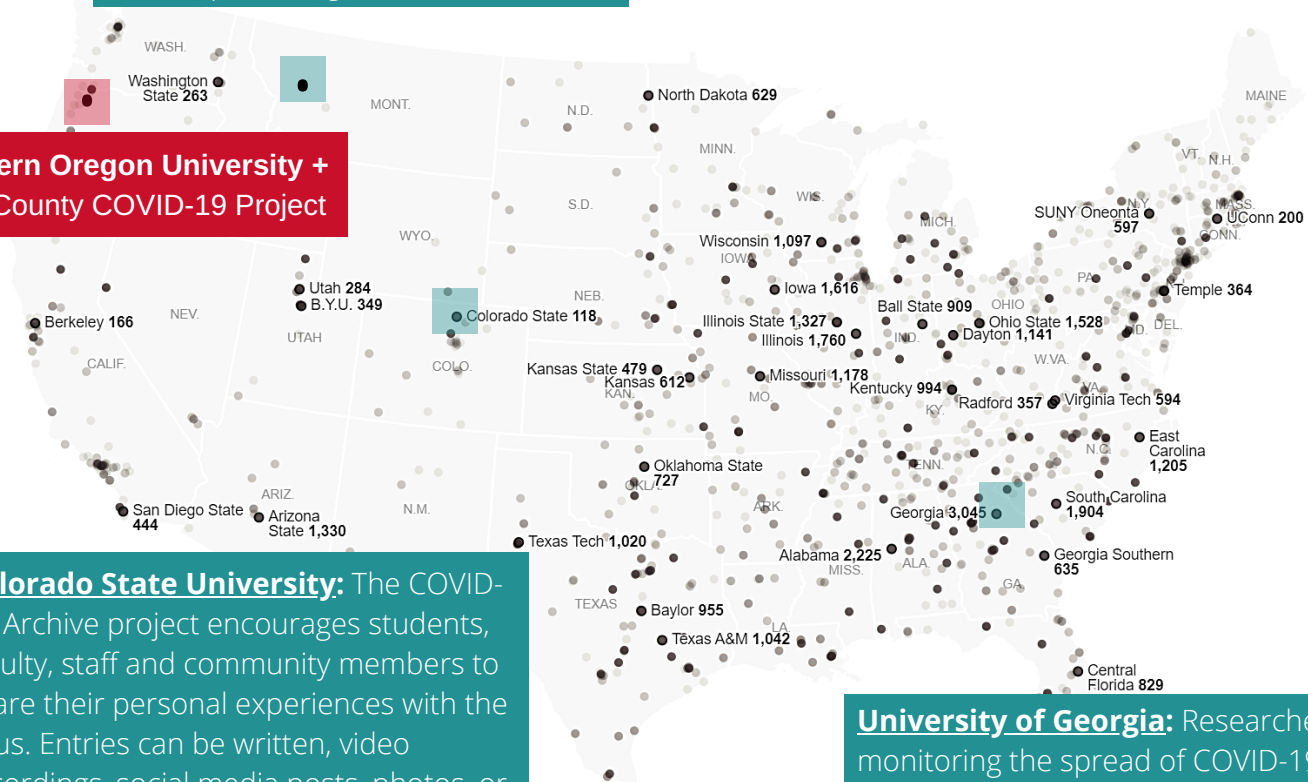 WASH.
Washington
State 263
MONT.
N.D.
North Dakota 629
MINN.
MAINE
VT.
N.H.
ern Oregon University +
County COVID-19 Project
S.D.
WIS.
MICH.
N.Y.
MASS.
SUNY Oneonta
597
UConn 200
CONN.
WYO.
Wisconsin 1,097
IOWA
PA.
Utah 284
B.Y.U. 349
NEB.
Iowa 1,616
Temple 364
Ball State 909
OHIO
Berkeley 166
NEV.
Colorado State 118
Illinois State 1,327
Ohio State 1,528
DEL.
UTAH
Illinois 1,760
IND.
Dayton 1,141
CALIF.
COLO.
Kansas State 479
Kansas 612
KAN.
Missouri 1,178
MO.
W.VA.
Kentucky 994
KY.
Radford 357
VA.
Virginia Tech 594
East
Carolina
1,205
N.C.
Oklahoma State
727
OKLA.
TENN.
ARIZ.
N.M.
ARK.
San Diego State
444
Arizona
State 1,330
Georgia 3,045
South Carolina
1,904
Texas Tech 1,020
Alabama 2,225
MISS.
ALA.
Georgia Southern
635
GA.
TEXAS
Baylor 955
LA.
Texas A&M 1,042
Central
Florida 829
lorado State University: The COVID-
Archive project encourages students,
ulty, staff and community members to
are their personal experiences with the
us. Entries can be written, video
ordings, social media posts, photos, or
University of Georgia: Researche
monitoring the spread of COVID-19